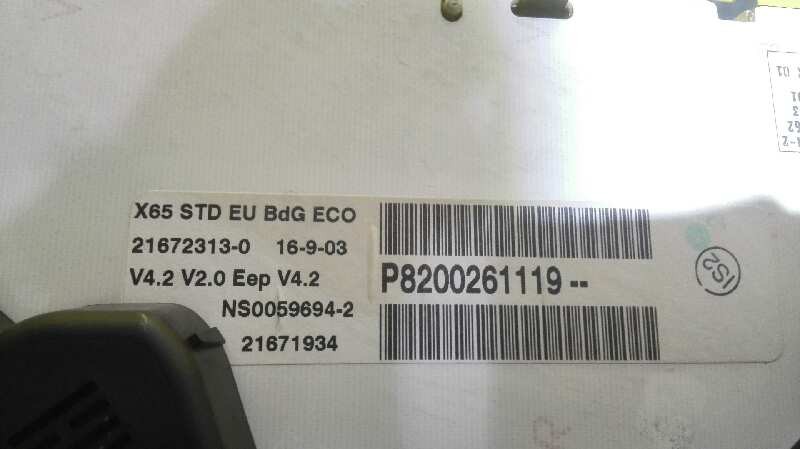 X65 STD EU BdG ECO
21672313-0 16-9-03
V4.2 V2.0 Eep V4.2
P8200261119--
NS0059694-2
21671934
IS2